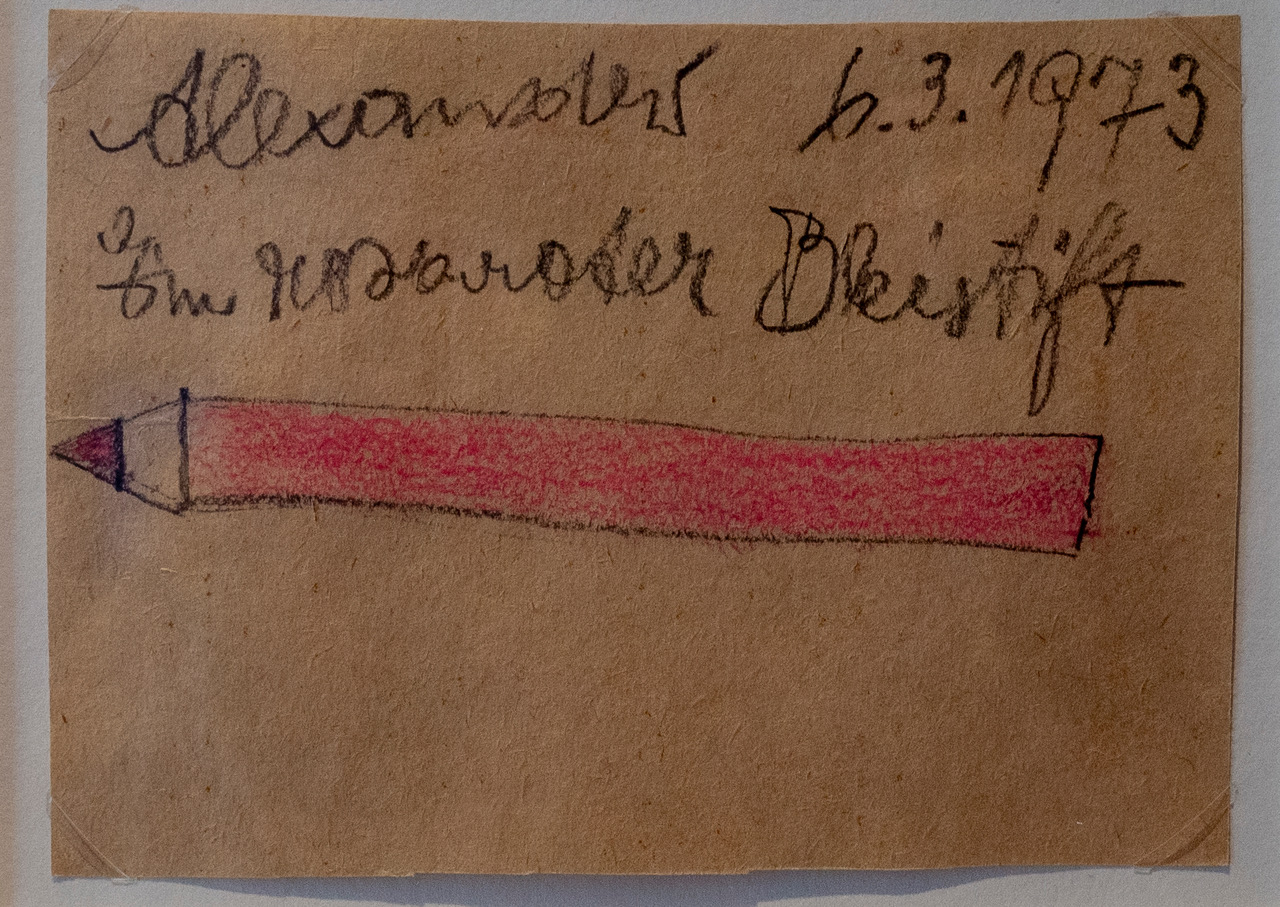 Alexander 6.3.1973
Ein rosaroter Bleistift